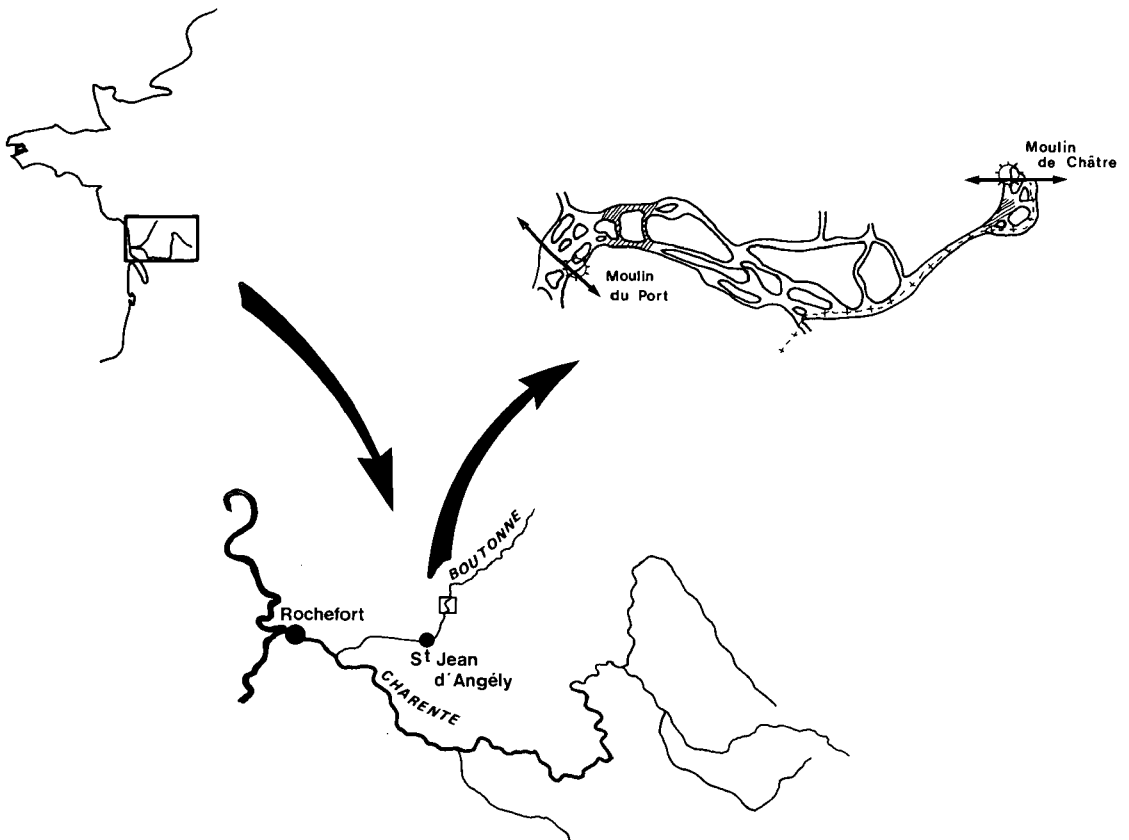 Moulin
de Châtre
Moulin
du Port
BOUTONNE
Rochefort
St Jean
d'Angély
CHARENTE